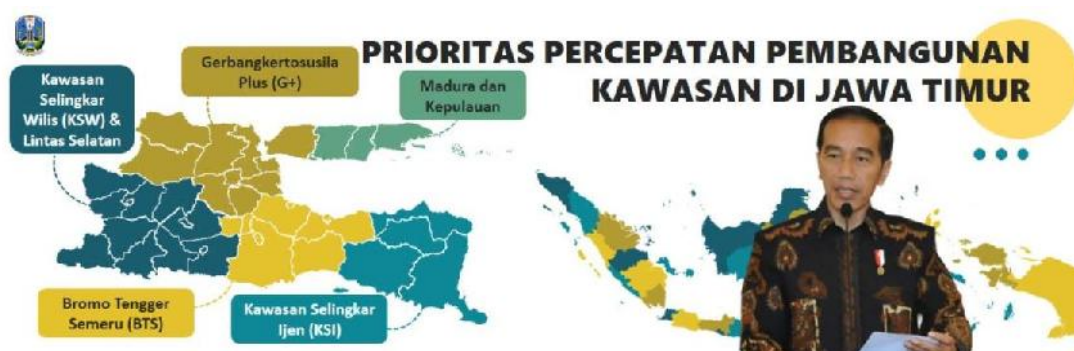 PRIORITAS PERCEPATAN PEMBANGUNAN
KAWASAN DI JAWA TIMUR
Kawasan
Selingkar
Wilis (KSW) &
Lintas Selatan
Gerbangkertosusila
Plus (G+)
Madura dan
Kepulauan
Bromo Tengger
Semeru (BTS)
Kawasan Selingkar
Ijen (KSI)